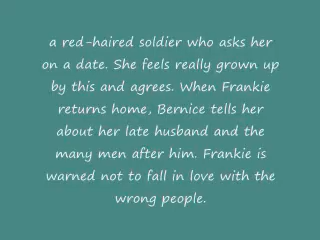 a red-haired soldier who asks her
on a date. She feels really grown up
by this and agrees. When Frankie
returns home, Bernice tells her
about her late husband and the
many men after him. Frankie is
warned not to fall in love with the
wrong people.